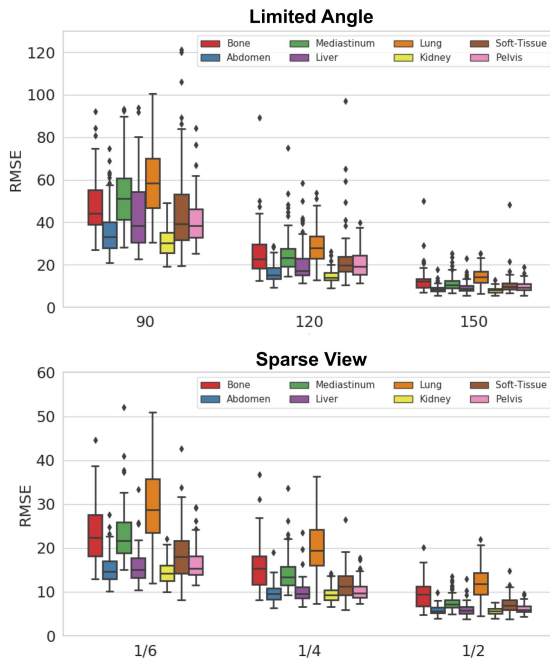 Limited Angle
Bone Mediastinum Lung Soft-Tissue
Abdomen Liver Kidney Pelvis
RMSE
120
100
80
60
40
20
0
90 120 150
Sparse View
Bone Mediastinum Lung Soft-Tissue
Abdomen Liver Kidney Pelvis
RMSE
60
50
40
30
20
10
0
1/6 1/4 1/2